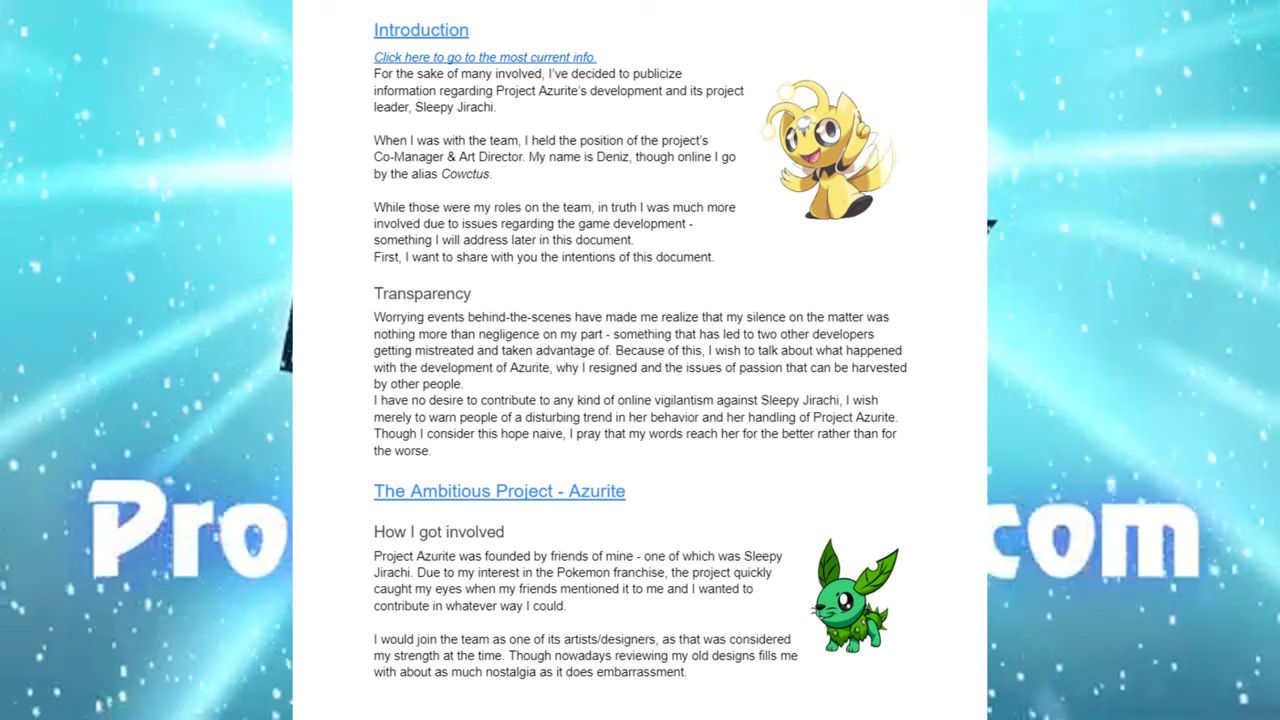 Introduction
Click here to go to the most current info.
For the sake of many involved, I've decided to publicize
information regarding Project Azurite's development and its project
leader, Sleepy Jirachi.
When I was with the team, I held the position of the project's
Co-Manager & Art Director. My name is Deniz, though online I go
by the alias Cowctus.
While those were my roles on the team, in truth I was much more
involved due to issues regarding the game development -
something I will address later in this document.
First, I want to share with you the intentions of this document.
Transparency
Worrying events behind-the-scenes have made me realize that my silence on the matter was
nothing more than negligence on my part - something that has led to two other developers
getting mistreated and taken advantage of. Because of this, I wish to talk about what happened
with the development of Azurite, why I resigned and the issues of passion that can be harvested
by other people.
I have no desire to contribute to any kind of online vigilantism against Sleepy Jirachi, I wish
merely to warn people of a disturbing trend in her behavior and her handling of Project Azurite.
Though I consider this hope naive, I pray that my words reach her for the better rather than for
the worse.
The Ambitious Project - Azurite
How I got involved
Project Azurite was founded by friends of mine - one of which was Sleepy
Jirachi. Due to my interest in the Pokemon franchise, the project quickly
caught my eyes when my friends mentioned it to me and I wanted to
contribute in whatever way I could.
I would join the team as one of its artists/designers, as that was considered
my strength at the time. Though nowadays reviewing my old designs fills me
with about as much nostalgia as it does embarrassment.
Pro com